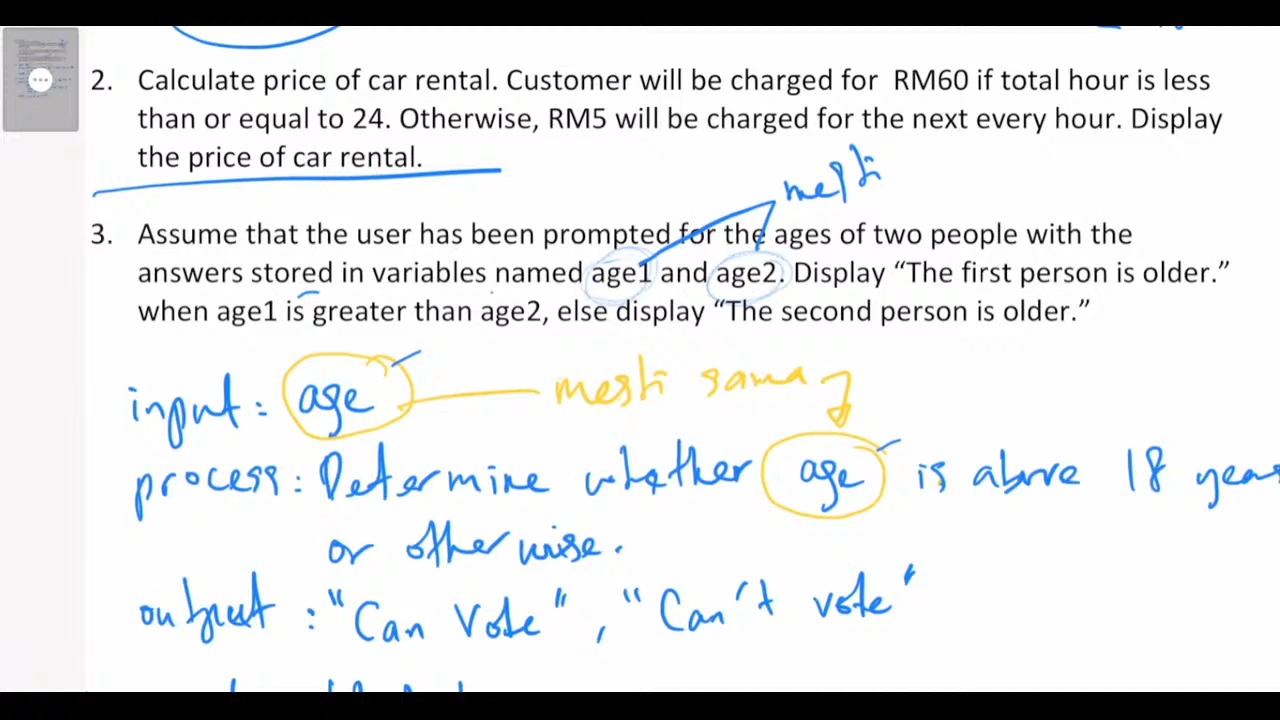 2. Calculate price of car rental. Customer will be charged for RM60 if total hour is less
than or equal to 24. Otherwise, RM5 will be charged for the next every hour. Display
the price of car rental.
mesti
3. Assume that the user has been prompted for the ages of two people with the
answers stored in variables named age1 and age2. Display “The first person is older.”
when age1 is greater than age2, else display “The second person is older.”
input: age mesti sama
process: Determine whether age is above 18 years
or otherwise.
output: "Can Vote", "Can't vote"